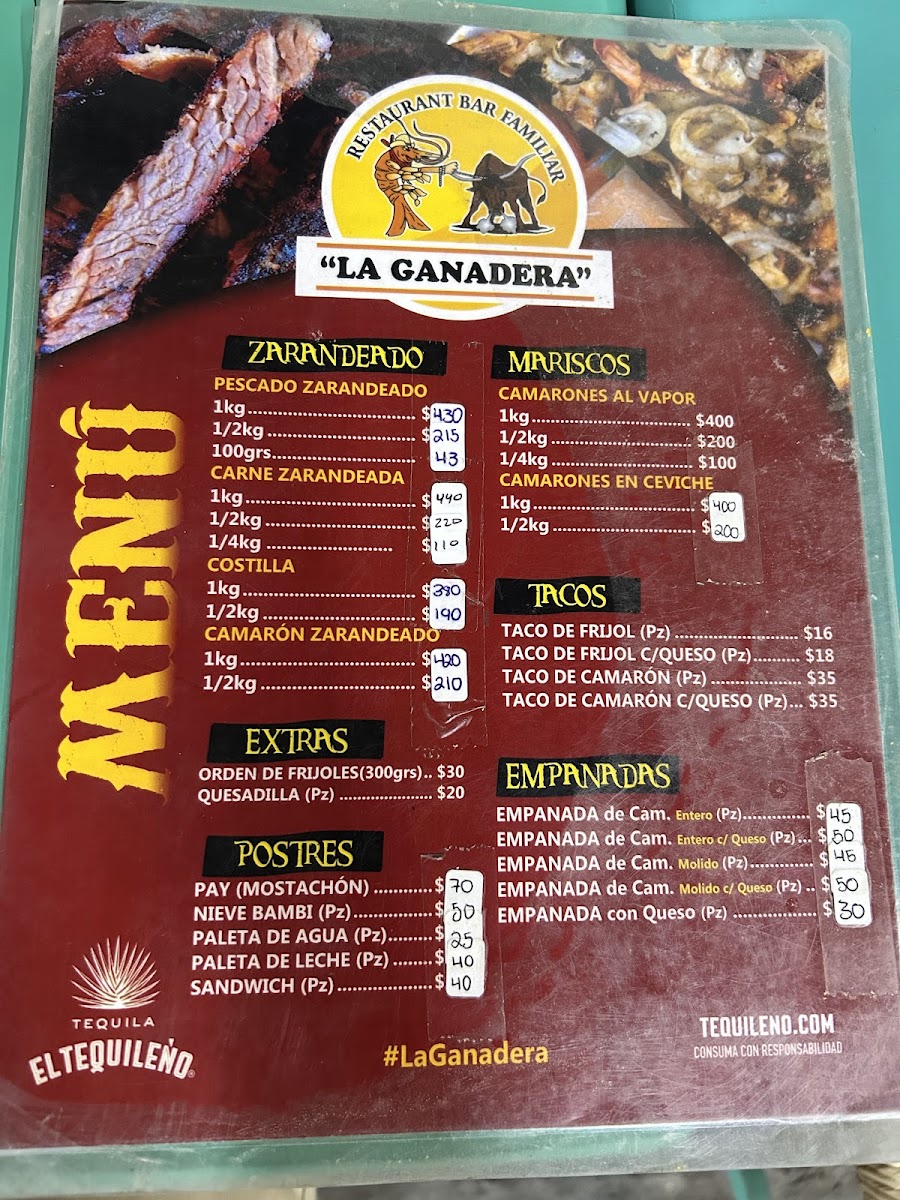 RESTAURANT BAR FAMILIAR
"LA GANADERA"
MENÚ
ZARANDEADO
PESCADO ZARANDEADO
1kg........................................ $430
1/2kg.................................... $215
100grs................................... 43
CARNE ZARANDEADA
1kg........................................ $440
1/2kg.................................... $220
1/4kg ............................ $110
COSTILLA
1kg........................................ $380
1/2kg.................................... $190
CAMARÓN ZARANDEADO
1kg........................................ $420
1/2kg.................................... $210
EXTRAS
ORDEN DE FRIJOLES(300grs).. $30
QUESADILLA (Pz) ..................... $20
POSTRES
PAY (MOSTACHÓN) ............. $70
NIEVE BAMBI (Pz)................. $50
PALETA DE AGUA (Pz)......... $25
PALETA DE LECHE (Pz) ........ $40
SANDWICH (Pz)..................... $40
MARISCOS
CAMARONES AL VAPOR
1kg...................................... $400
1/2kg ................................. $200
1/4kg ................................. $100
CAMARONES EN CEVICHE
1kg...................................... $400
1/2kg ................................. $200
TACOS
TACO DE FRIJOL (Pz) ............................ $16
TACO DE FRIJOL C/QUESO (Pz).......... $18
TACO DE CAMARÓN (Pz) .................... $35
TACO DE CAMARÓN C/QUESO (Pz)... $35
EMPANADAS
EMPANADA de Cam. Entero (Pz)............... $45
EMPANADA de Cam. Entero c/ Queso (Pz)... $50
EMPANADA de Cam. Molido (Pz).............. $45
EMPANADA de Cam. Molido c/ Queso (Pz) .. $50
EMPANADA con Queso (Pz) .................. $30
TEQUILA
EL TEQUILEÑO®
#LaGanadera
TEQUILENO.COM
CONSUMA CON RESPONSABILIDAD